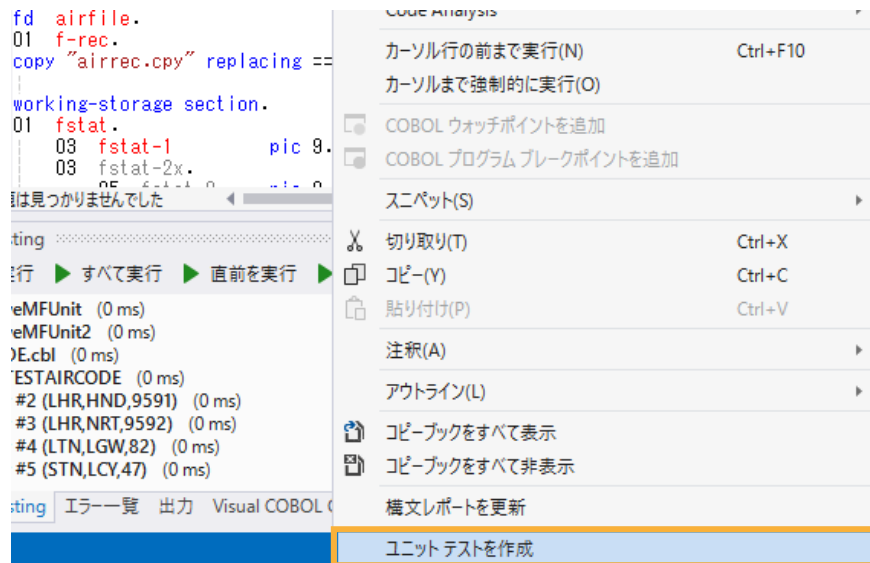 fd airfile.
01 f-rec.
copy "airrec.cpy" replacing ==
working-storage section.
01 fstat.
03 fstat-1 pic 9.
03 fstat-2x.
は見つかりませんでした
ting
実行 すべて実行 直前を実行
eMFUnit (0 ms)
eMFUnit2 (0 ms)
DE.cbl (0 ms)
TESTAIRCODE (0 ms)
#2 (LHR,HND,9591) (0 ms)
#3 (LHR,NRT,9592) (0 ms)
#4 (LTN,LGW,82) (0 ms)
#5 (STN,LCY,47) (0 ms)
sting エラー一覧 出力 Visual COBOL
Code Analysis
カーソル行の前まで実行(N) Ctrl+F10
カーソルまで強制的に実行(O)
COBOL ウォッチポイントを追加
COBOL プログラム ブレークポイントを追加
スニペット(S)
切り取り(T) Ctrl+X
コピー(Y) Ctrl+C
貼り付け(P) Ctrl+V
注釈(A)
アウトライン(L)
コピーブックをすべて表示
コピーブックをすべて非表示
構文レポートを更新
ユニット テストを作成